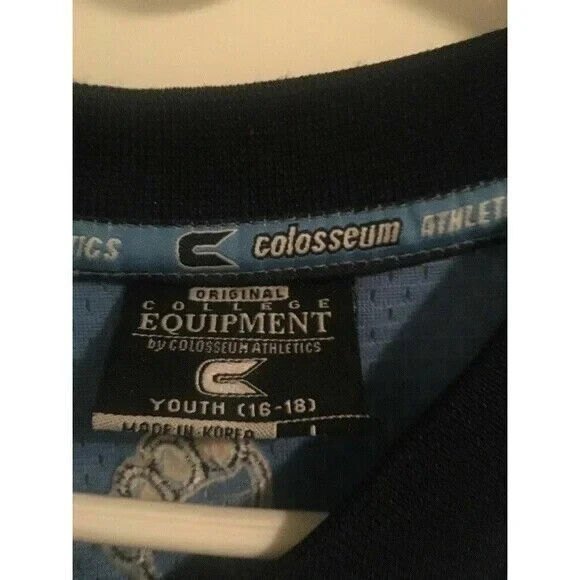 TICS colosseum ATHLET
ORIGINAL
COLLEGE
EQUIPMENT
by COLOSSEUM ATHLETICS
YOUTH (16-18)
MADE IN KOREA L